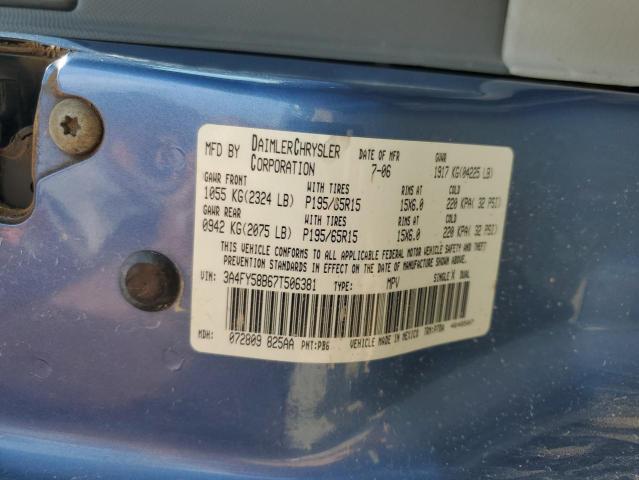 MFD BY DAIMLERCHRYSLER CORPORATION DATE OF MFR 7-06 GVWR 1917 KG(04225 LB)
GAWR FRONT WITH TIRES RIMS AT COLD
1055 KG(2324 LB) P195/65R15 15X6.0 220 KPA( 32 PSI)
GAWR REAR WITH TIRES RIMS AT COLD
0942 KG(2075 LB) P195/65R15 15X6.0 220 KPA( 32 PSI)
THIS VEHICLE CONFORMS TO ALL APPLICABLE FEDERAL MOTOR VEHICLE SAFETY AND THEFT
PREVENTION STANDARDS IN EFFECT ON THE DATE OF MANUFACTURE SHOWN ABOVE.
VIN: 3A4FY58B67T506381 TYPE: MPV SINGLE X DUAL
MDH: 072809 825AA PNT:PB6 VEHICLE MADE IN MEXICO